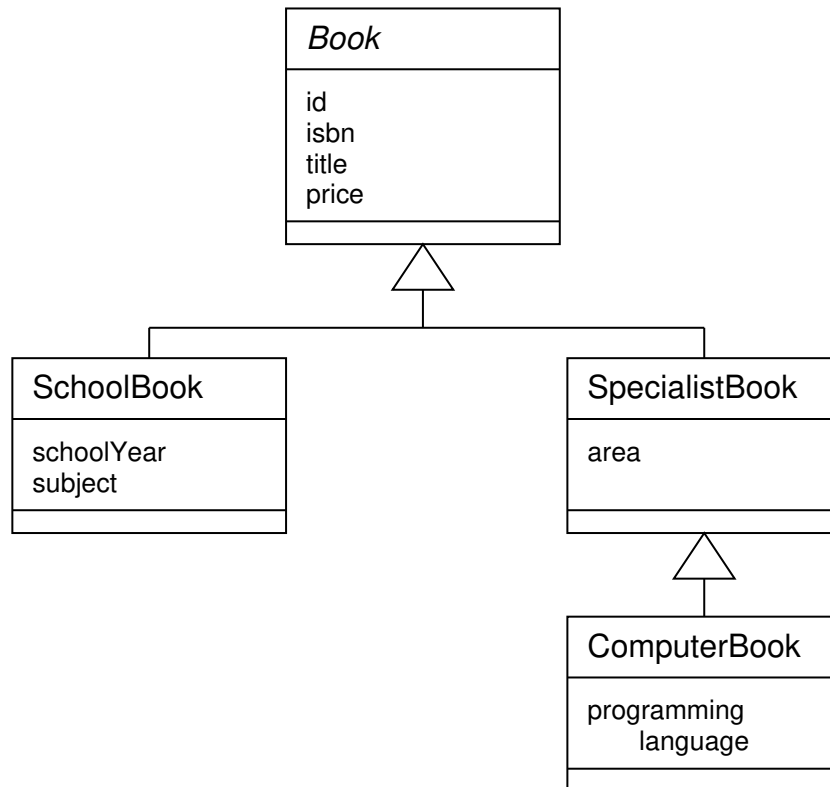 Book
id
isbn
title
price
SchoolBook
schoolYear
subject
SpecialistBook
area
ComputerBook
programming
language